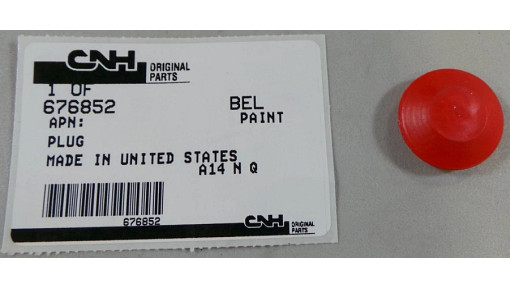 CNH ORIGINAL
PARTS
1 OF
676852 BEL
APN: PAINT
PLUG
MADE IN UNITED STATES
A14 N Q
676852
CNH ORIGINAL
PARTS